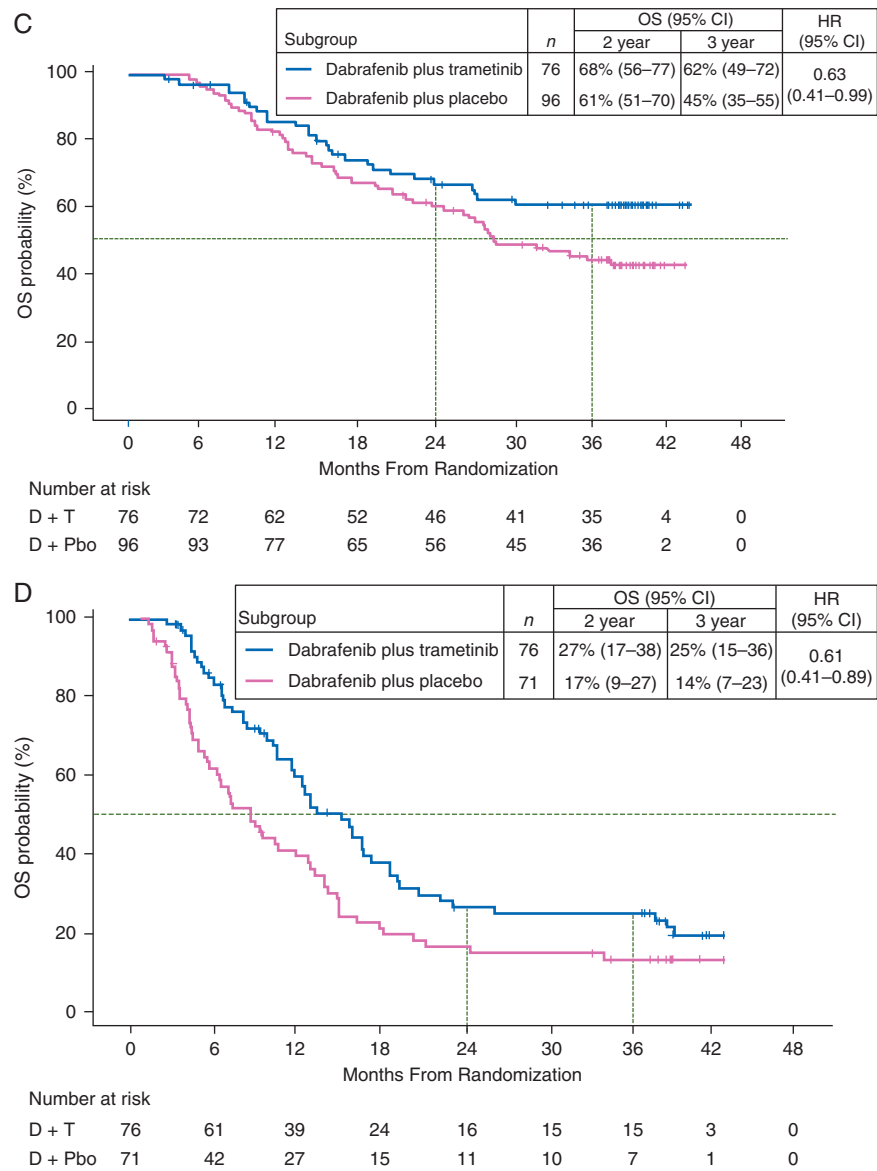 C
Subgroup n OS (95% CI) HR (95% CI)
2 year 3 year
Dabrafenib plus trametinib 76 68% (56–77) 62% (49–72) 0.63 (0.41–0.99)
Dabrafenib plus placebo 96 61% (51–70) 45% (35–55)
OS probability (%)
100
80
60
40
20
0
0 6 12 18 24 30 36 42 48
Months From Randomization
Number at risk
D + T 76 72 62 52 46 41 35 4 0
D + Pbo 96 93 77 65 56 45 36 2 0
D
Subgroup n OS (95% CI) HR (95% CI)
2 year 3 year
Dabrafenib plus trametinib 76 27% (17–38) 25% (15–36) 0.61 (0.41–0.89)
Dabrafenib plus placebo 71 17% (9–27) 14% (7–23)
OS probability (%)
100
80
60
40
20
0
0 6 12 18 24 30 36 42 48
Months From Randomization
Number at risk
D + T 76 61 39 24 16 15 15 3 0
D + Pbo 71 42 27 15 11 10 7 1 0